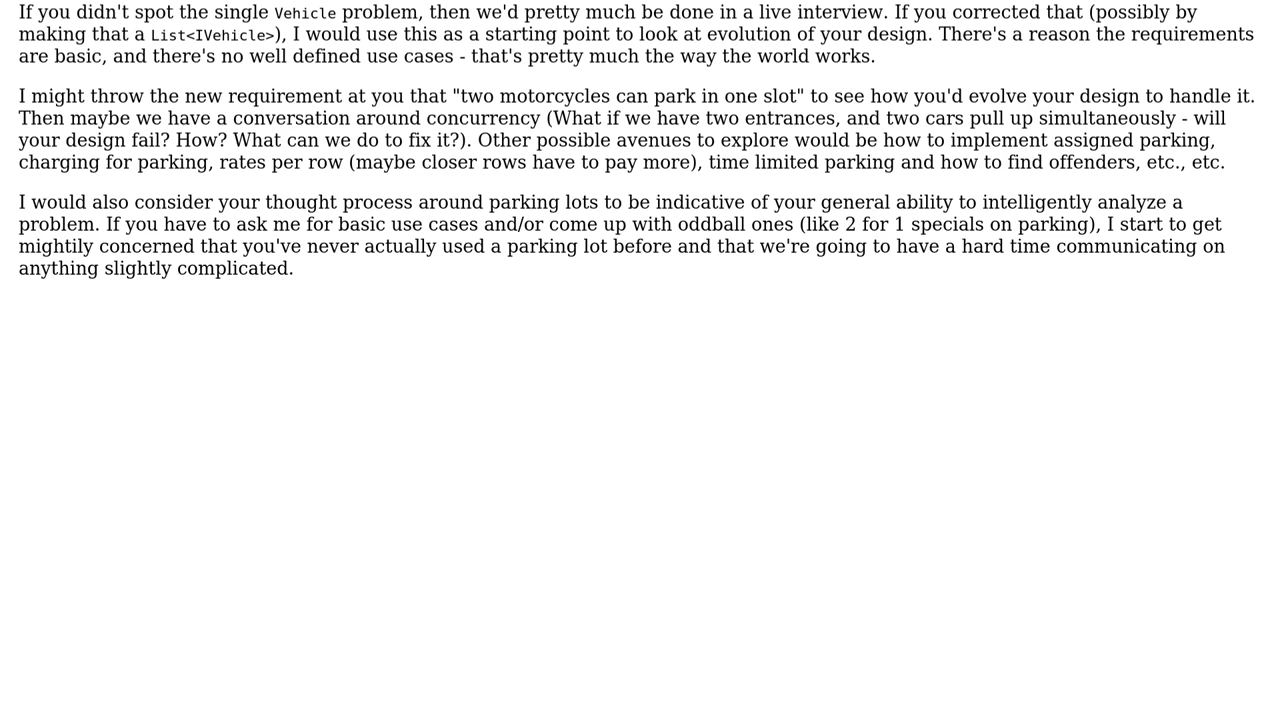 If you didn't spot the single Vehicle problem, then we'd pretty much be done in a live interview. If you corrected that (possibly by
making that a List<IVehicle>), I would use this as a starting point to look at evolution of your design. There's a reason the requirements
are basic, and there's no well defined use cases - that's pretty much the way the world works.
I might throw the new requirement at you that "two motorcycles can park in one slot" to see how you'd evolve your design to handle it.
Then maybe we have a conversation around concurrency (What if we have two entrances, and two cars pull up simultaneously - will
your design fail? How? What can we do to fix it?). Other possible avenues to explore would be how to implement assigned parking,
charging for parking, rates per row (maybe closer rows have to pay more), time limited parking and how to find offenders, etc., etc.
I would also consider your thought process around parking lots to be indicative of your general ability to intelligently analyze a
problem. If you have to ask me for basic use cases and/or come up with oddball ones (like 2 for 1 specials on parking), I start to get
mightily concerned that you've never actually used a parking lot before and that we're going to have a hard time communicating on
anything slightly complicated.